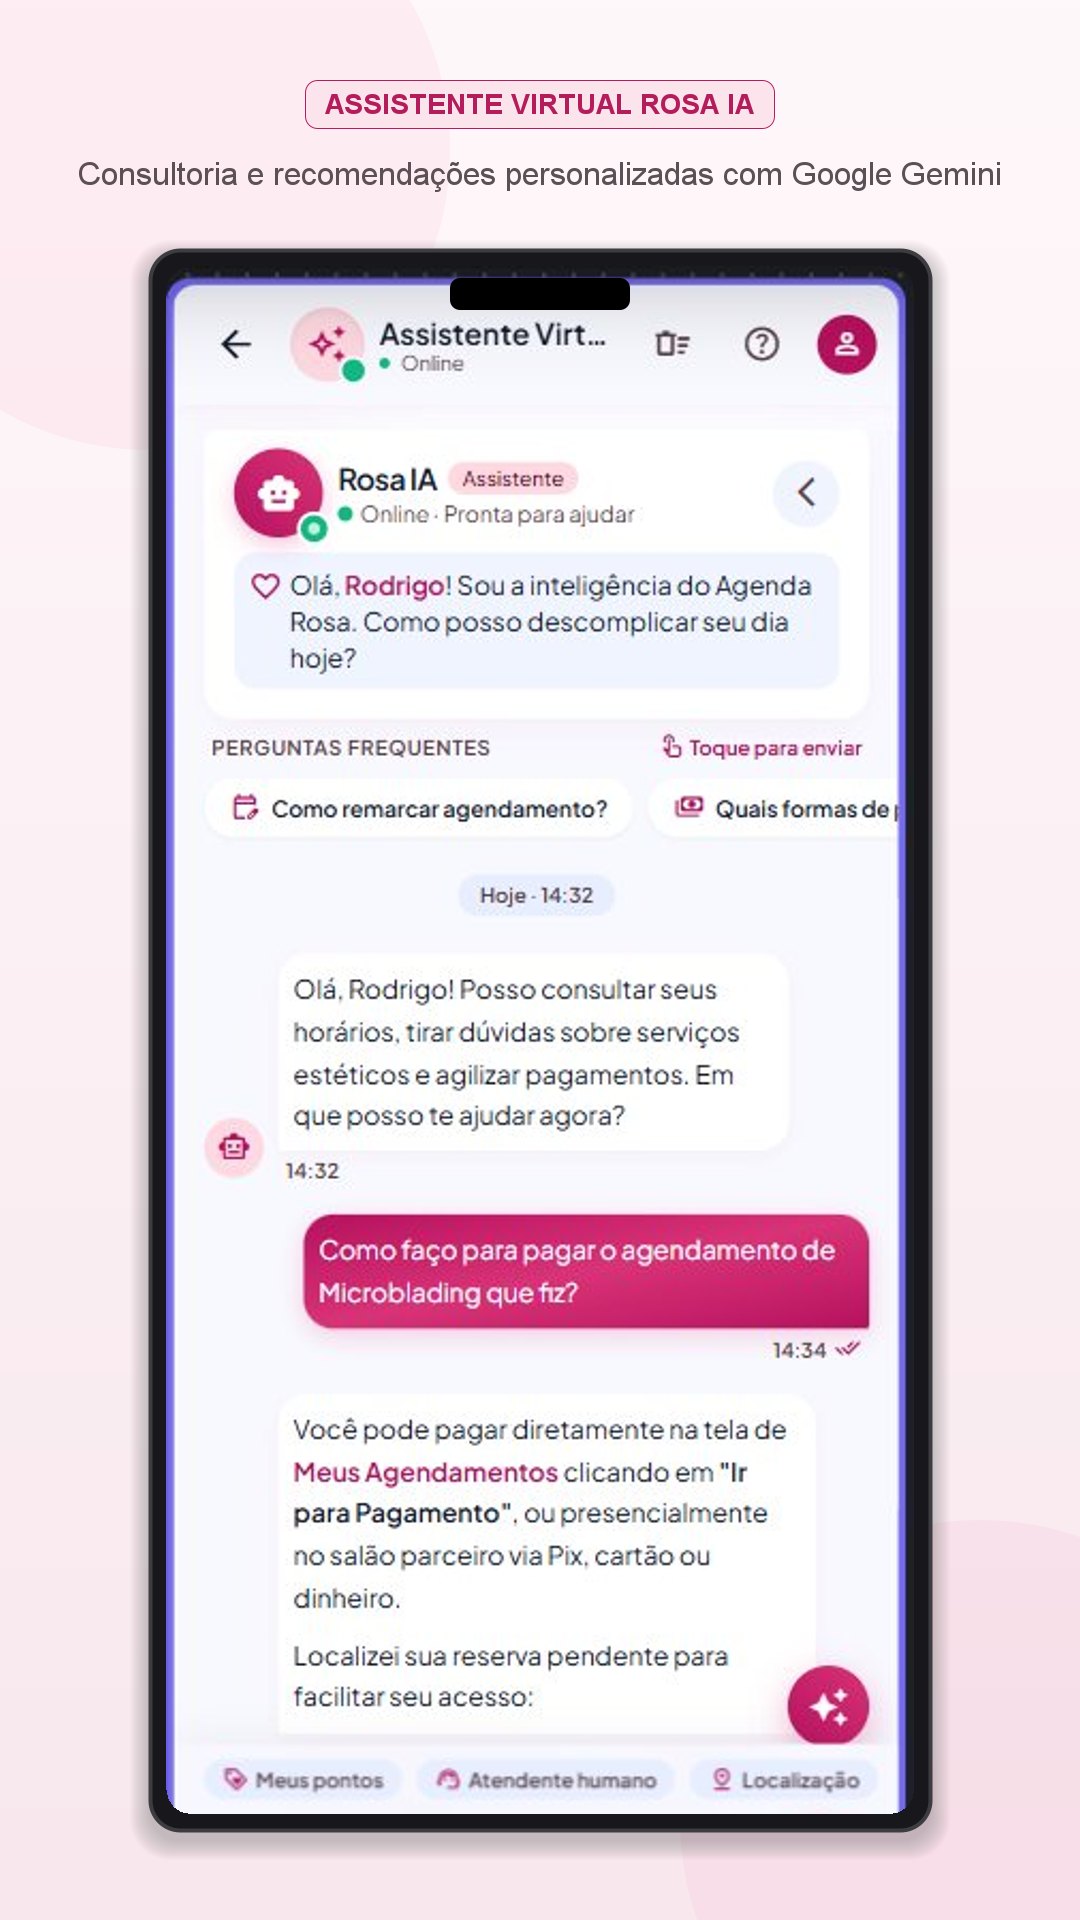 ASSISTENTE VIRTUAL ROSA IA
Consultoria e recomendações personalizadas com Google Gemini
Assistente Virt...
Online
Rosa IA Assistente
Online · Pronta para ajudar
Olá, Rodrigo! Sou a inteligência do Agenda
Rosa. Como posso descomplicar seu dia
hoje?
PERGUNTAS FREQUENTES Toque para enviar
Como remarcar agendamento? Quais formas de
Hoje · 14:32
Olá, Rodrigo! Posso consultar seus
horários, tirar dúvidas sobre serviços
estéticos e agilizar pagamentos. Em
que posso te ajudar agora?
14:32
Como faço para pagar o agendamento de
Microblading que fiz?
14:34
Você pode pagar diretamente na tela de
Meus Agendamentos clicando em "Ir
para Pagamento", ou presencialmente
no salão parceiro via Pix, cartão ou
dinheiro.
Localizei sua reserva pendente para
facilitar seu acesso:
Meus pontos Atendente humano Localização